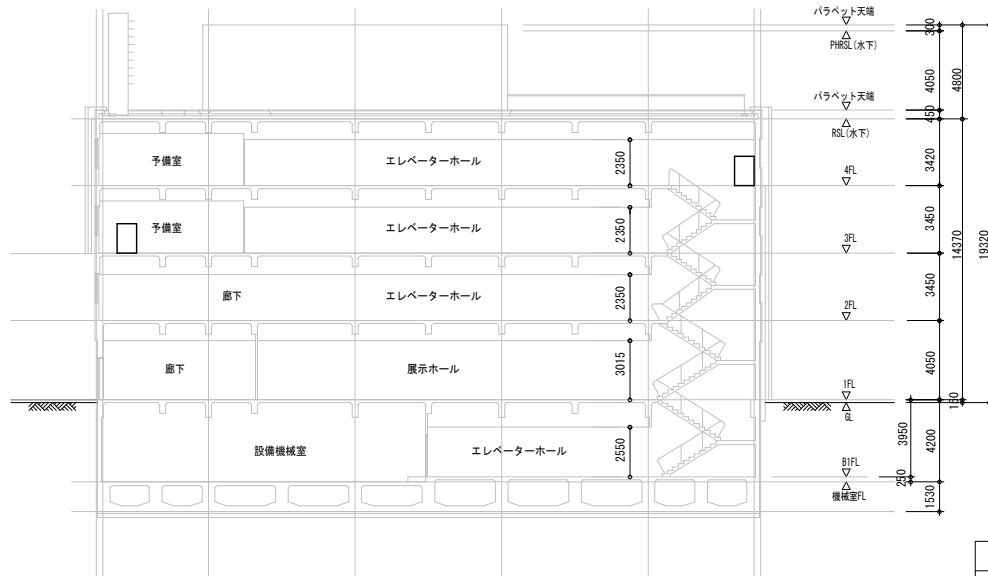 パラペット天端
300
PHRSL(水下)
4050
4800
パラペット天端
450
RSL(水下)
予備室
エレベーターホール
2350
3420
4FL
予備室
エレベーターホール
2350
3450
14370
19320
3FL
廊下
エレベーターホール
2350
3450
2FL
廊下
展示ホール
3015
4050
1FL
150
GL
設備機械室
エレベーターホール
2550
3950
4200
B1FL
250
機械室FL
1530